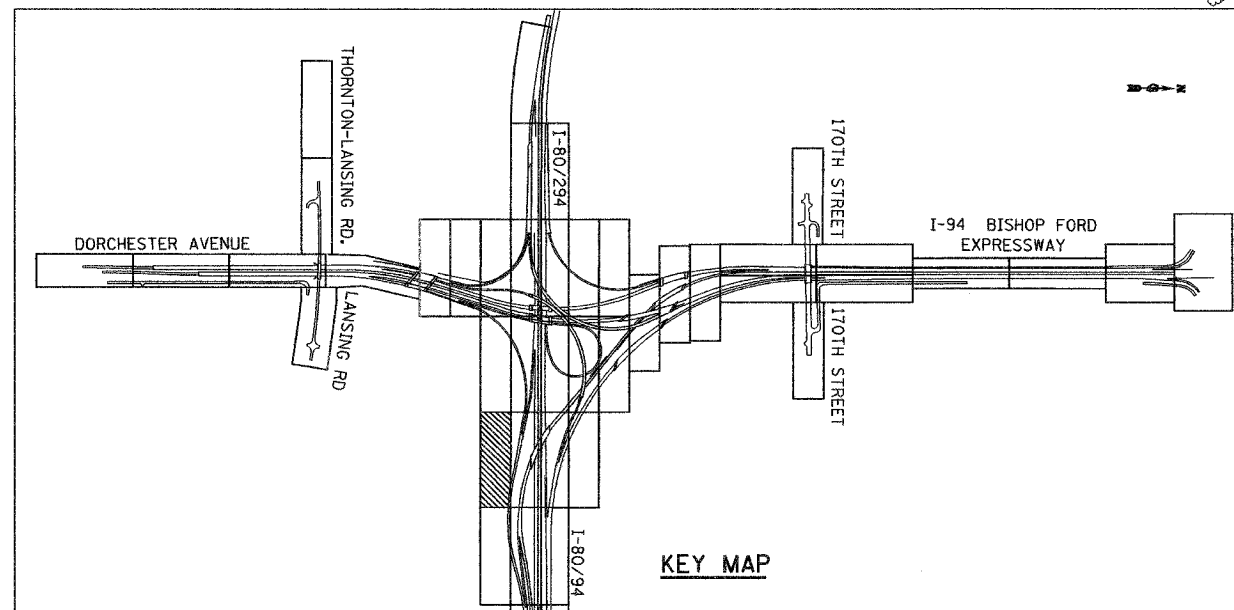 THORNTON-LANSING RD.
I-80/294
170TH STREET
N
DORCHESTER AVENUE
I-94 BISHOP FORD
EXPRESSWAY
LANSING RD
170TH STREET
I-80/94
KEY MAP